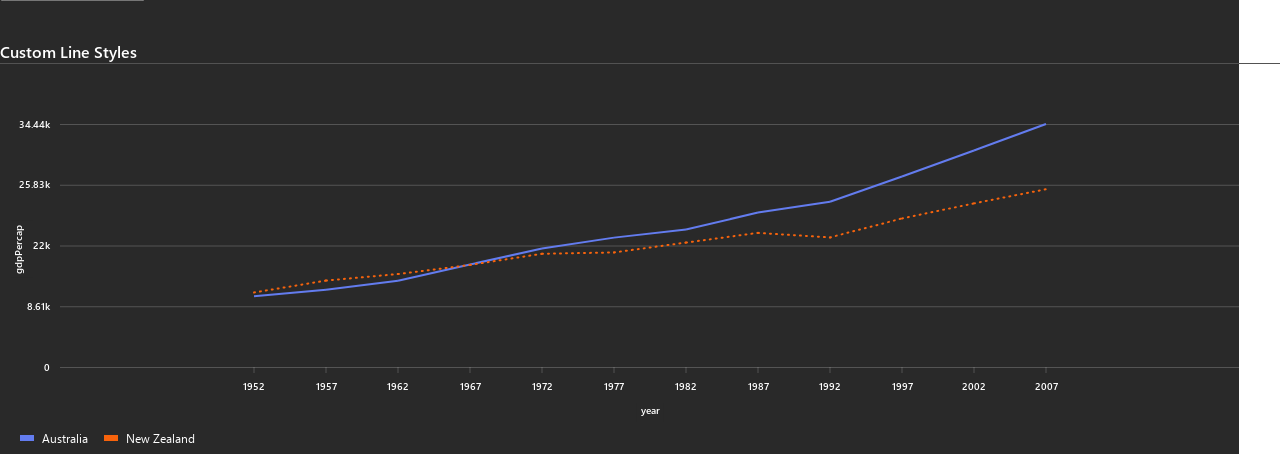 Custom Line Styles
34.44k
25.83k
22k
8.61k
0
gdpPercap
1952 1957 1962 1967 1972 1977 1982 1987 1992 1997 2002 2007
year
Australia New Zealand